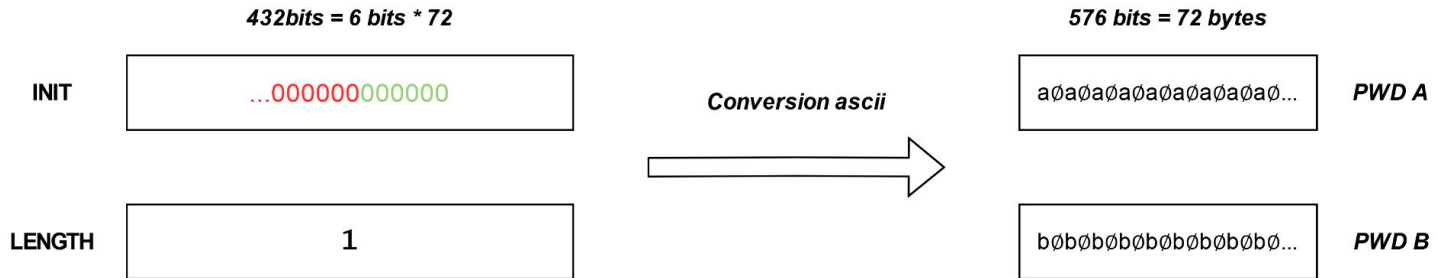 432bits = 6 bits * 72
576 bits = 72 bytes
INIT
...000000000000
Conversion ascii
aøaøaøaøaøaøaøaøaø...
PWD A
LENGTH
1
bøbøbøbøbøbøbøbøbø...
PWD B